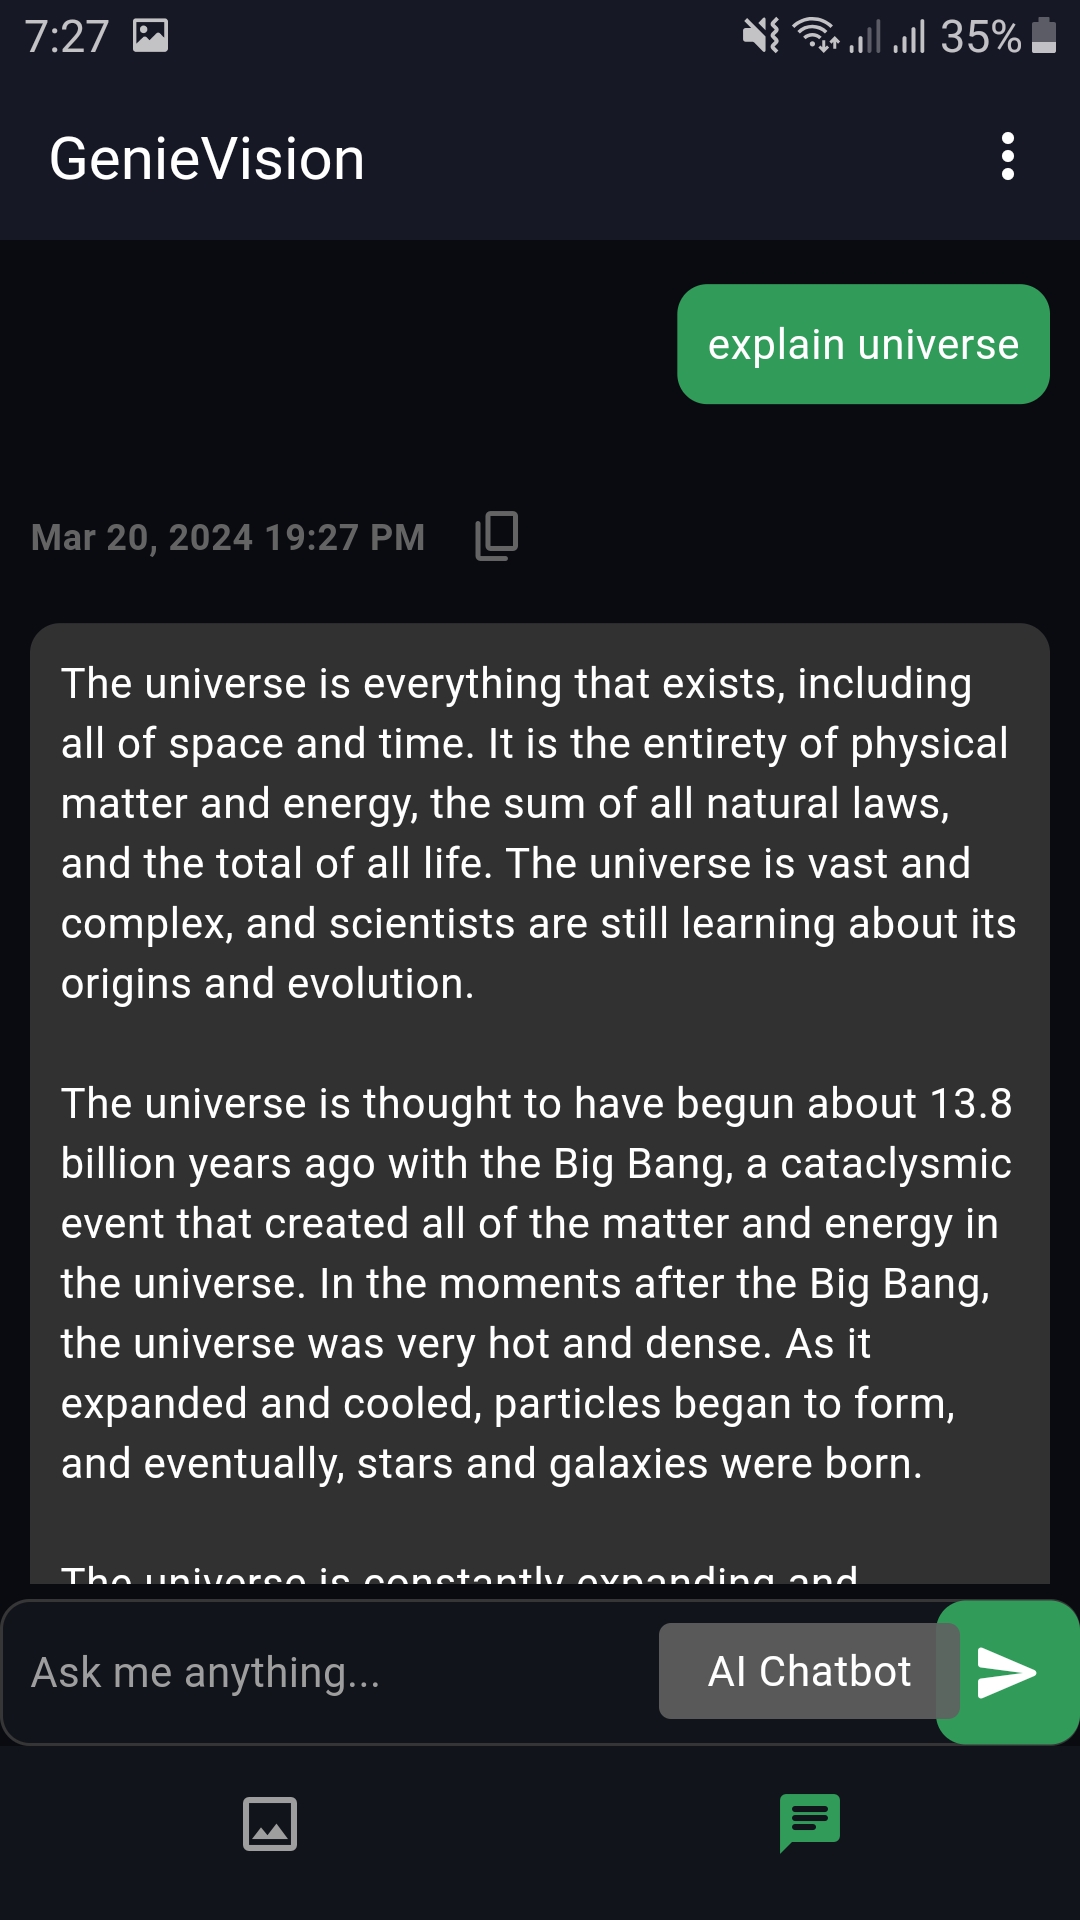 7:27 35%
GenieVision
explain universe
Mar 20, 2024 19:27 PM
The universe is everything that exists, including
all of space and time. It is the entirety of physical
matter and energy, the sum of all natural laws,
and the total of all life. The universe is vast and
complex, and scientists are still learning about its
origins and evolution.
The universe is thought to have begun about 13.8
billion years ago with the Big Bang, a cataclysmic
event that created all of the matter and energy in
the universe. In the moments after the Big Bang,
the universe was very hot and dense. As it
expanded and cooled, particles began to form,
and eventually, stars and galaxies were born.
The universe is constantly expanding and
Ask me anything... AI Chatbot